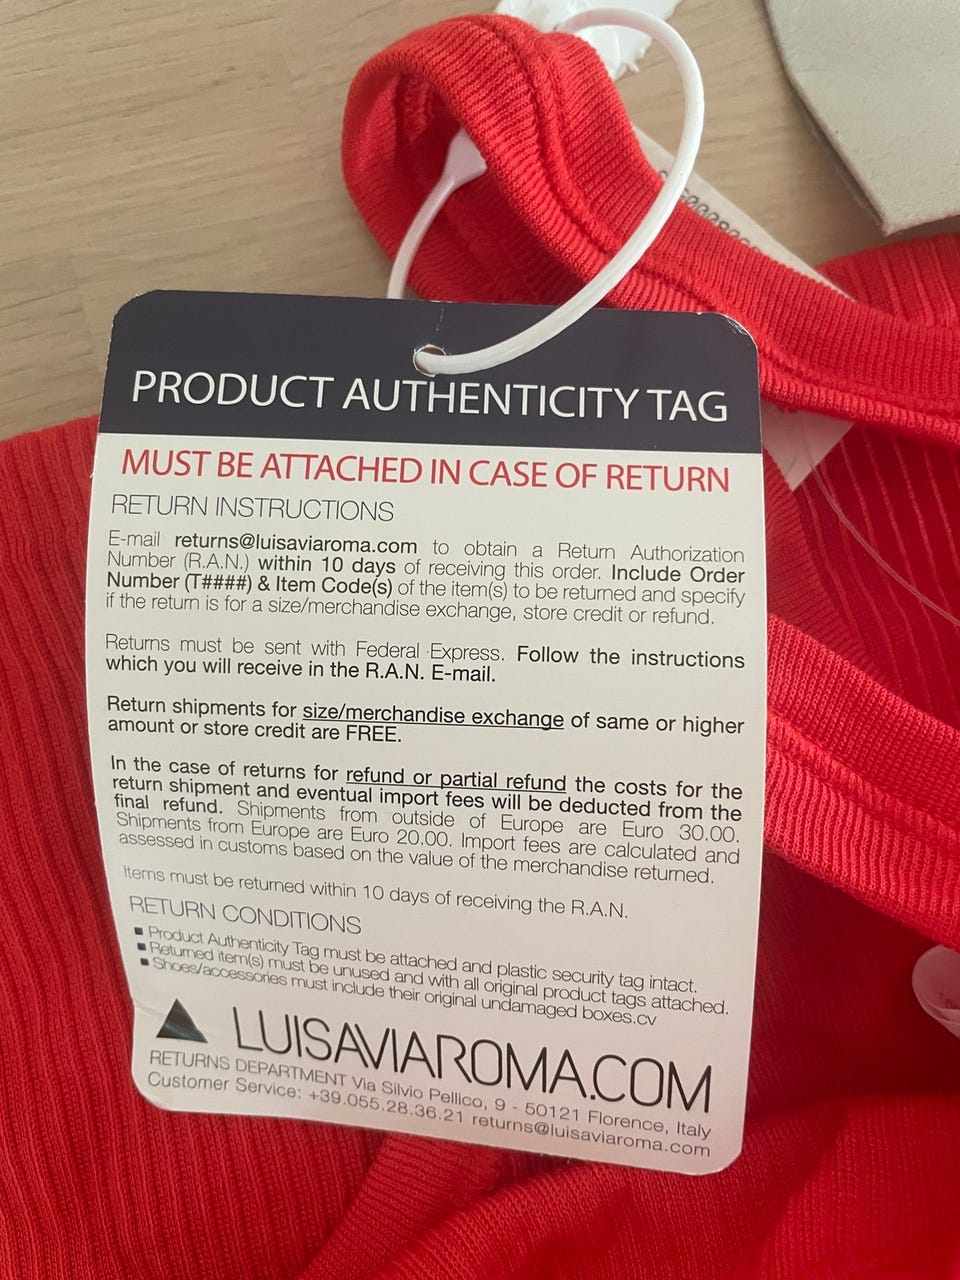 PRODUCT AUTHENTICITY TAG
MUST BE ATTACHED IN CASE OF RETURN
RETURN INSTRUCTIONS
E-mail returns@luisaviaroma.com to obtain a Return Authorization
Number (R.A.N.) within 10 days of receiving this order. Include Order
Number (T####) & Item Code(s) of the item(s) to be returned and specify
if the return is for a size/merchandise exchange, store credit or refund.
Returns must be sent with Federal Express. Follow the instructions
which you will receive in the R.A.N. E-mail.
Return shipments for size/merchandise exchange of same or higher
amount or store credit are FREE.
In the case of returns for refund or partial refund the costs for the
return shipment and eventual import fees will be deducted from the
final refund. Shipments from outside of Europe are Euro 30.00.
Shipments from Europe are Euro 20.00. Import fees are calculated and
assessed in customs based on the value of the merchandise returned.
Items must be returned within 10 days of receiving the R.A.N.
RETURN CONDITIONS
▪ Product Authenticity Tag must be attached and plastic security tag intact.
▪ Returned item(s) must be unused and with all original product tags attached.
▪ Shoes/accessories must include their original undamaged boxes.cv
LUISAVIAROMA.COM
RETURNS DEPARTMENT Via Silvio Pellico, 9 - 50121 Florence, Italy
Customer Service: +39.055.28.36.21 returns@luisaviaroma.com